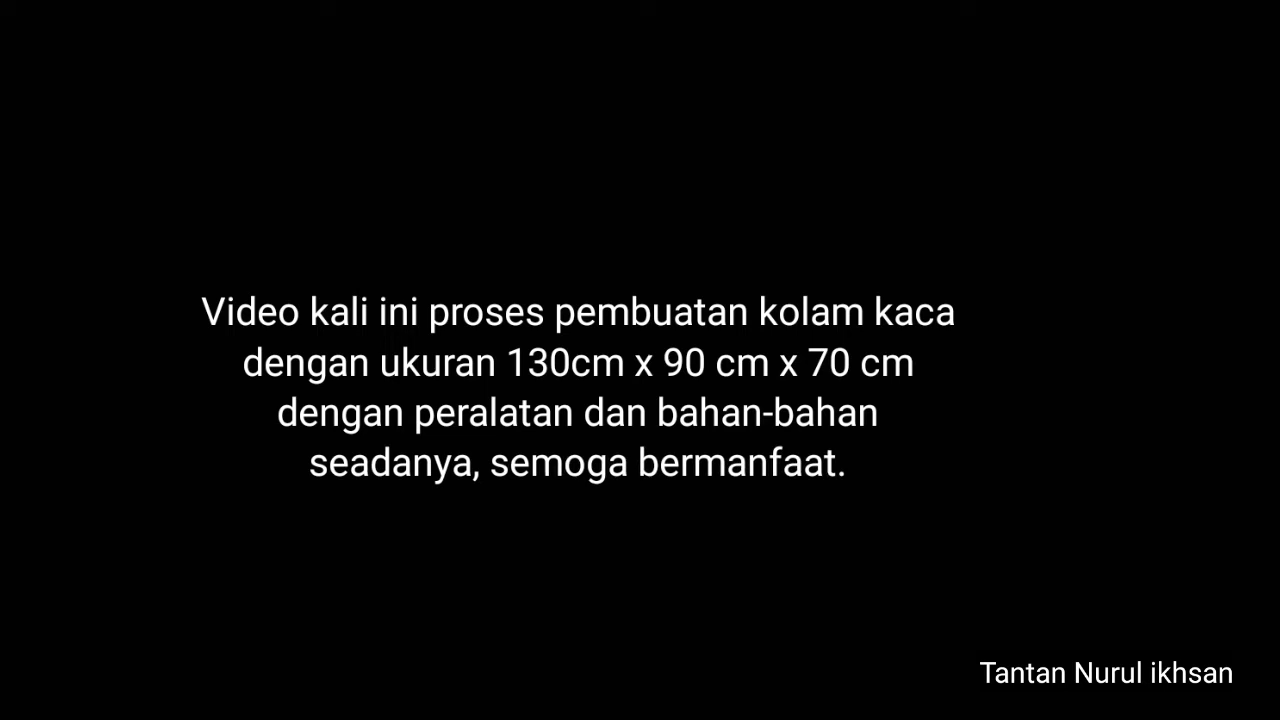 Video kali ini proses pembuatan kolam kaca
dengan ukuran 130cm x 90 cm x 70 cm
dengan peralatan dan bahan-bahan
seadanya, semoga bermanfaat.
Tantan Nurul ikhsan